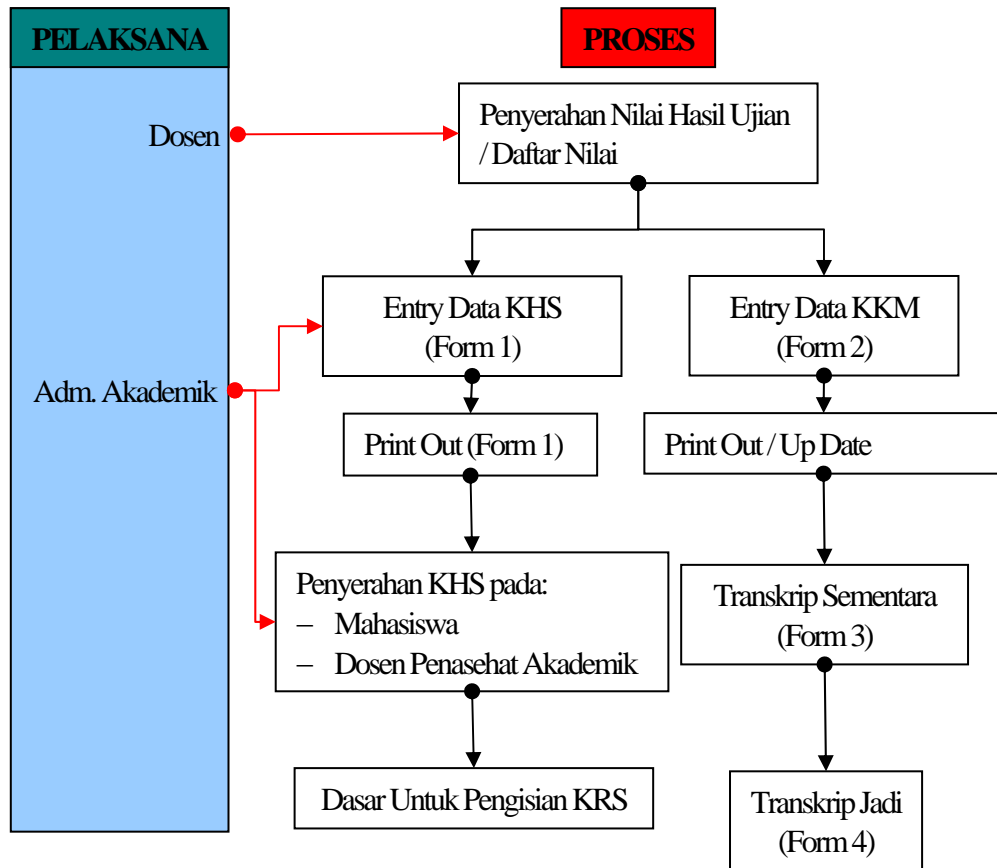 PELAKSANA
PROSES
Dosen
Penyerahan Nilai Hasil Ujian
/ Daftar Nilai
Entry Data KHS
(Form 1)
Entry Data KKM
(Form 2)
Adm. Akademik
Print Out (Form 1)
Print Out / Up Date
Penyerahan KHS pada:
– Mahasiswa
– Dosen Penasehat Akademik
Transkrip Sementara
(Form 3)
Dasar Untuk Pengisian KRS
Transkrip Jadi
(Form 4)